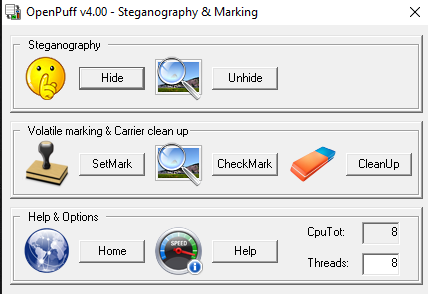 OpenPuff v4.00 - Steganography & Marking
Steganography
Hide
Unhide
Volatile marking & Carrier clean up
SetMark
CheckMark
CleanUp
Help & Options
Home
SPEED
Help
CpuTot: 8
Threads: 8